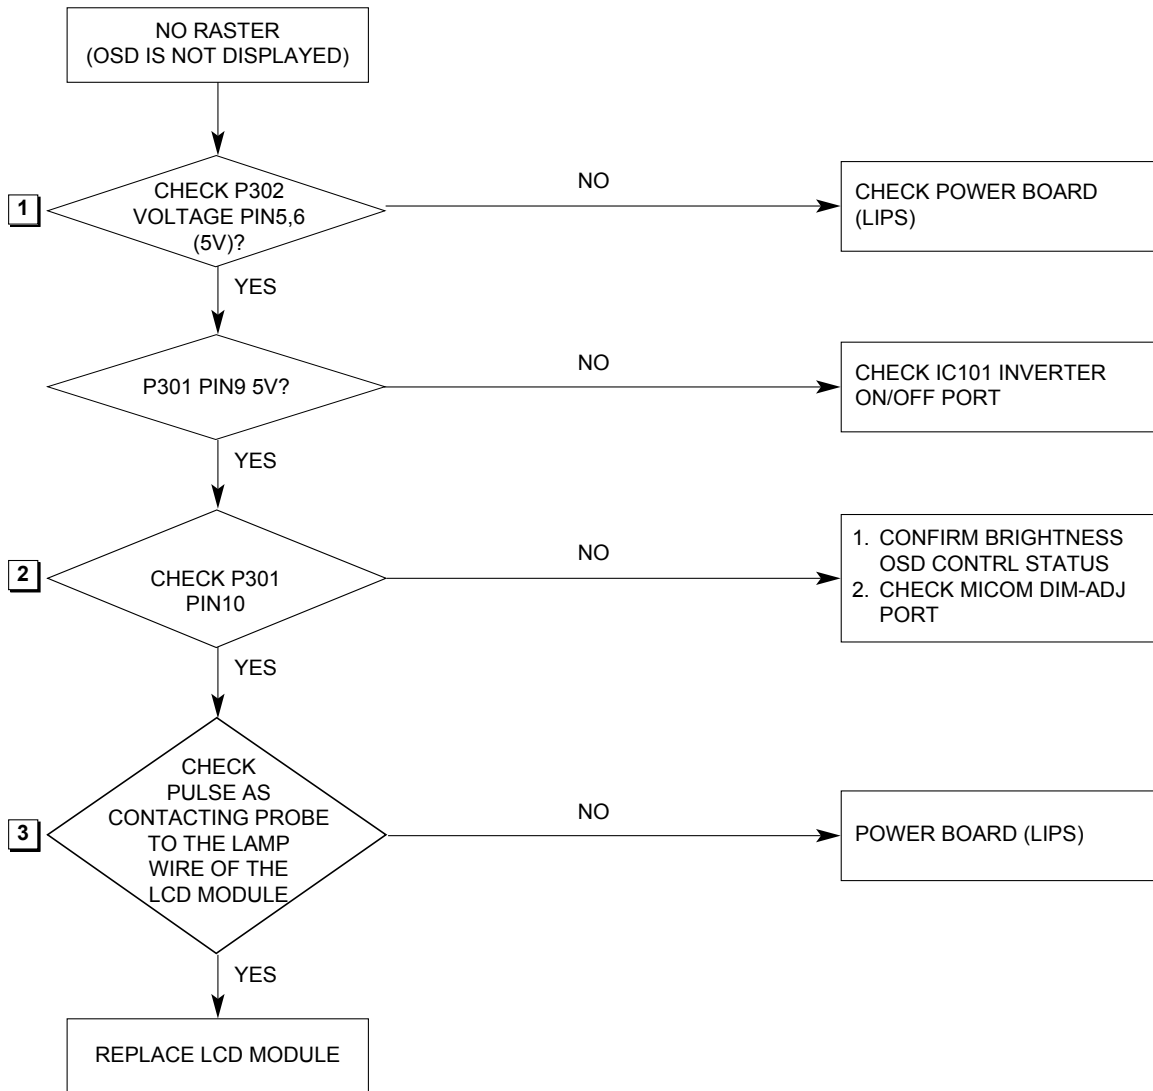 NO RASTER
(OSD IS NOT DISPLAYED)
1
CHECK P302
VOLTAGE PIN5,6
(5V)?
NO
CHECK POWER BOARD
(LIPS)
YES
P301 PIN9 5V?
NO
CHECK IC101 INVERTER
ON/OFF PORT
YES
2
CHECK P301
PIN10
NO
1. CONFIRM BRIGHTNESS
OSD CONTRL STATUS
2. CHECK MICOM DIM-ADJ
PORT
YES
3
CHECK
PULSE AS
CONTACTING PROBE
TO THE LAMP
WIRE OF THE
LCD MODULE
NO
POWER BOARD (LIPS)
YES
REPLACE LCD MODULE